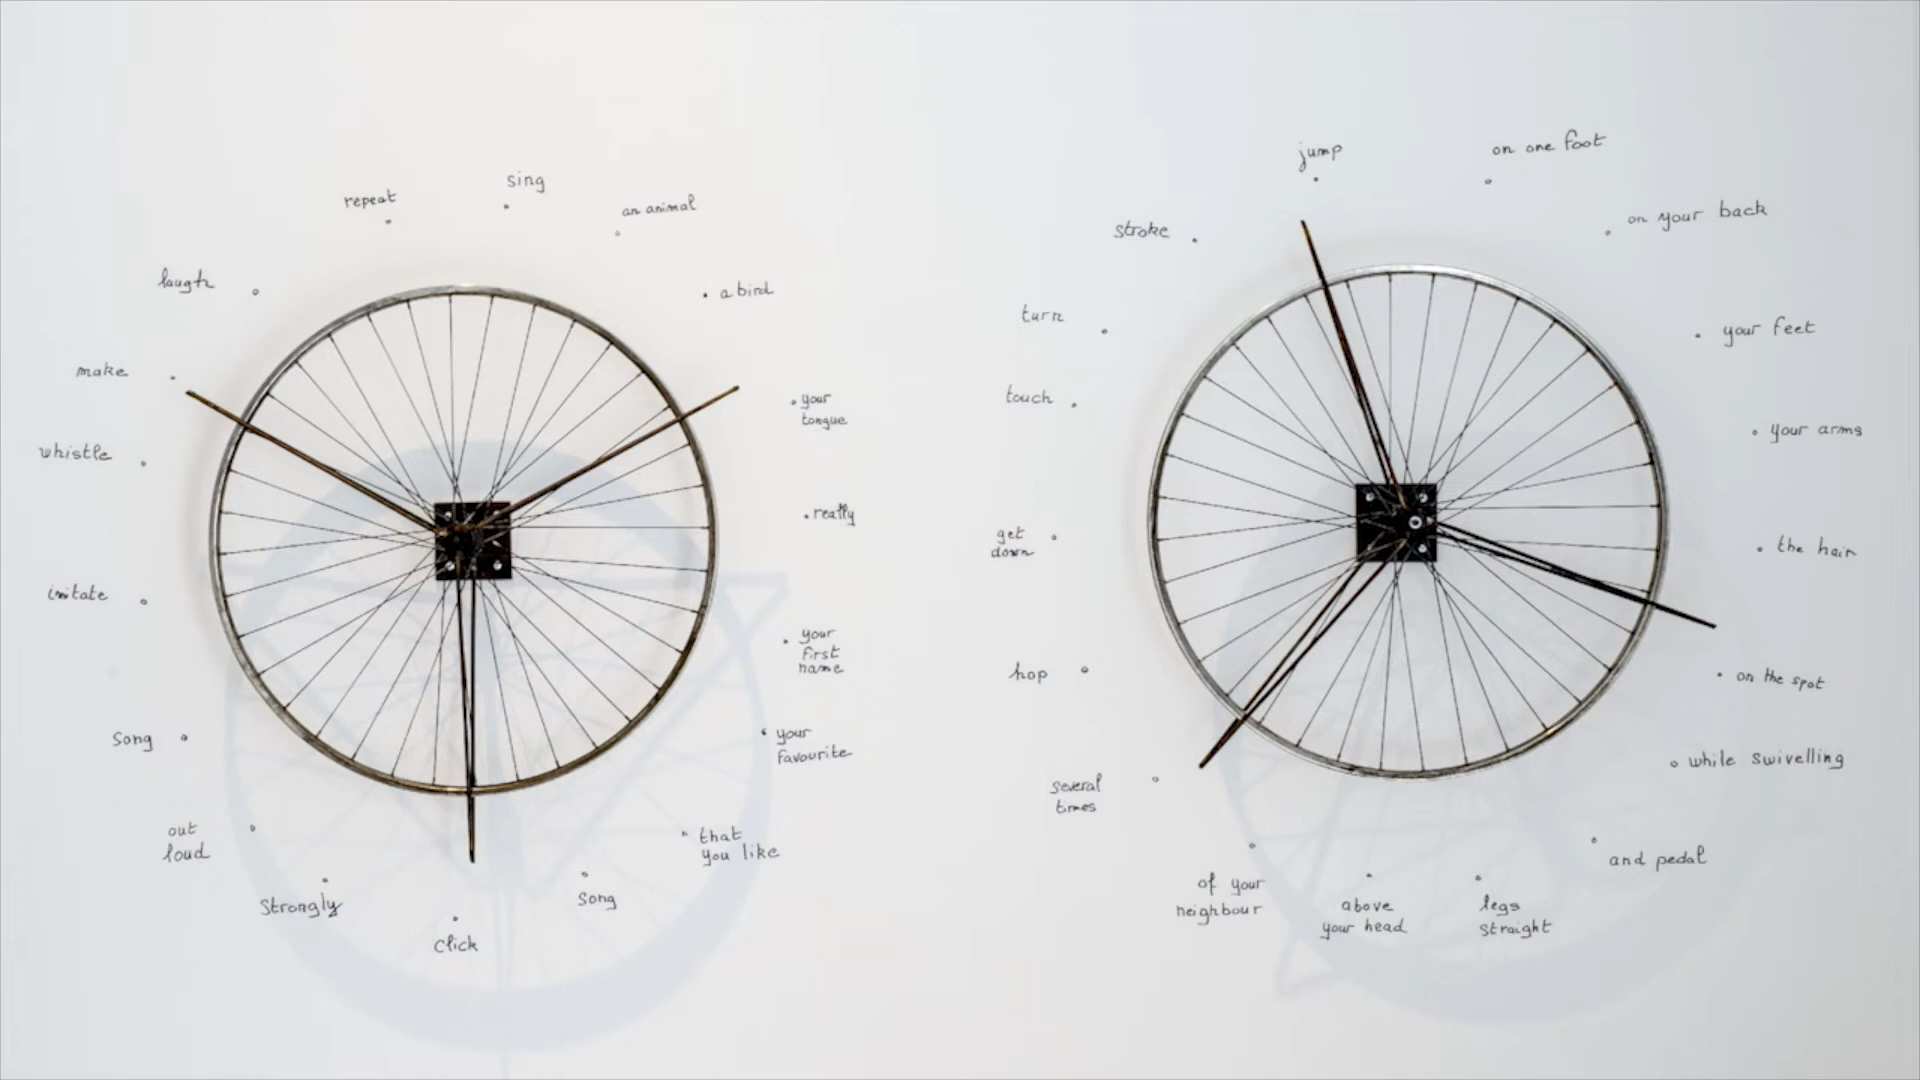 sing
repeat
an animal
laugh
a bird
make
your
tongue
whistle
really
imitate
your
first
name
song
your
favourite
out
loud
that
you like
Strongly
song
click
jump
on one foot
on your back
stroke
turn
your feet
touch
your arms
get
down
the hair
hop
on the spot
while swivelling
several
times
and pedal
of your
neighbour
above
your head
legs
straight